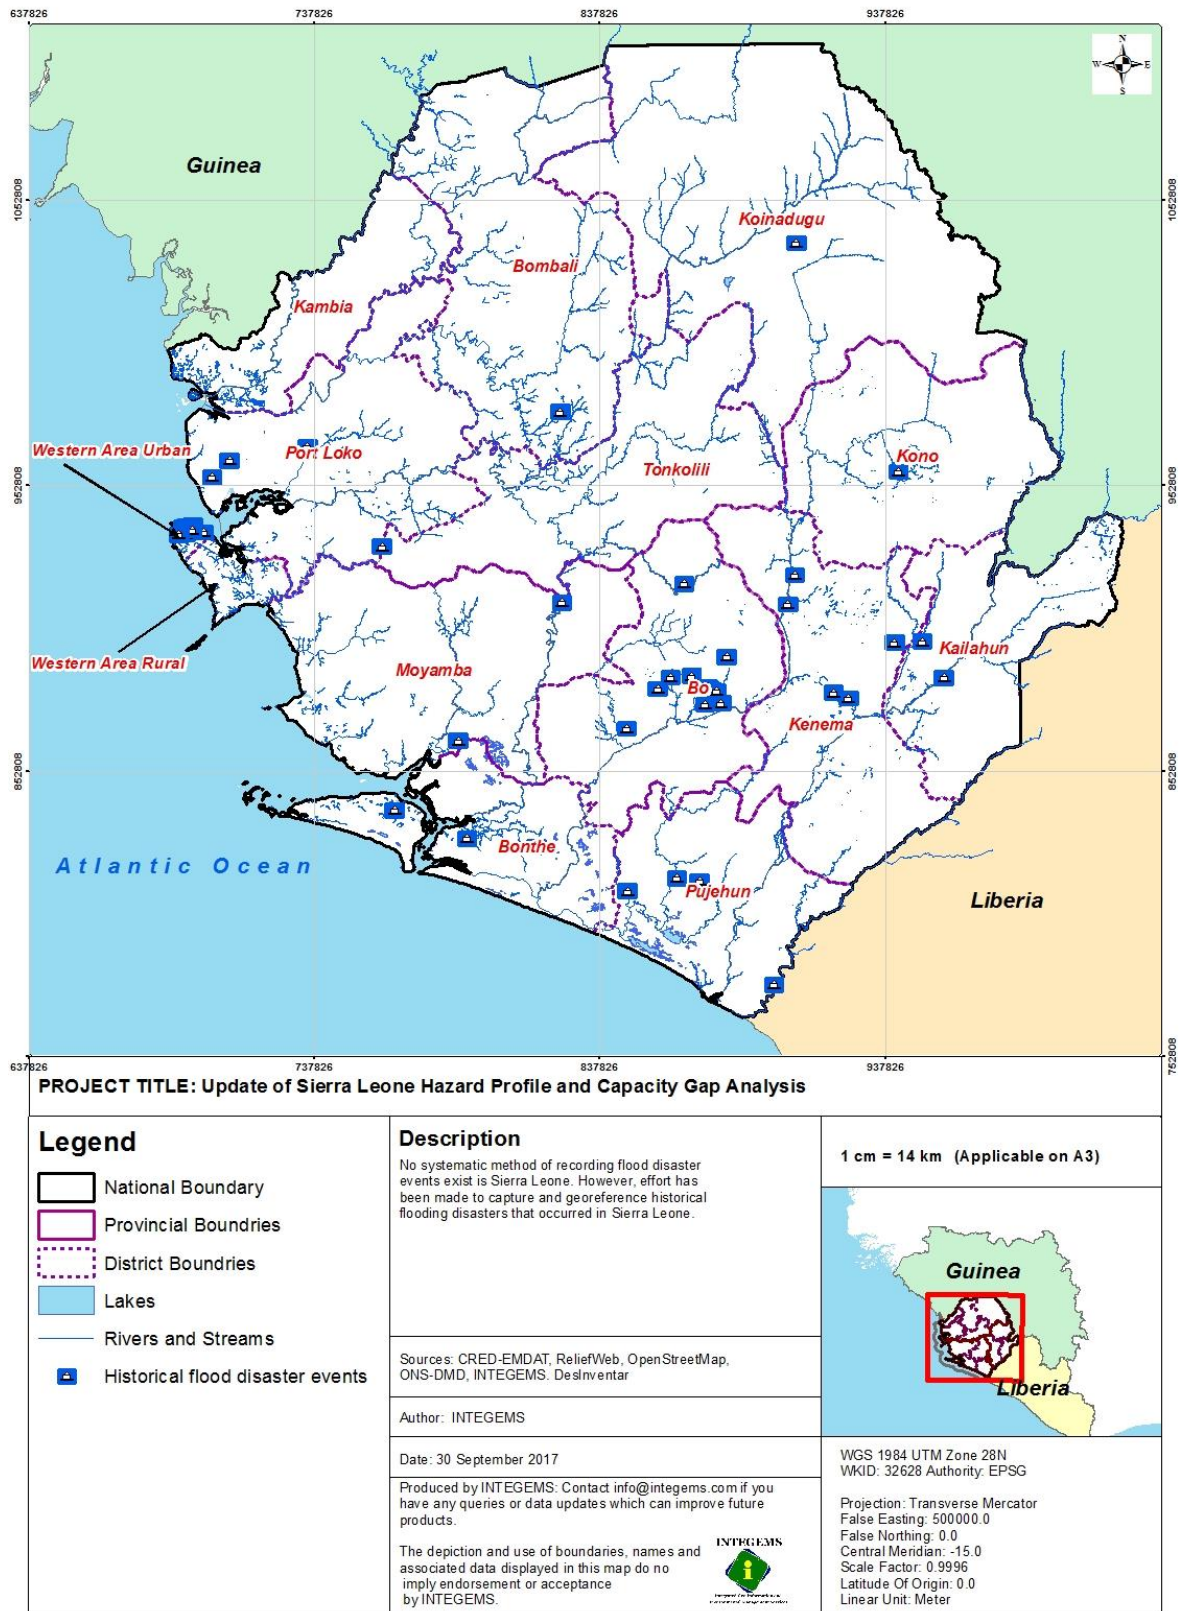 637826 737826 837826 937826
N
W E
S
Guinea
1052808 1052808
Koinadugu
Bombali
Kambia
Western Area Urban
Port Loko
Tonkolili
Kono
952808 952808
Western Area Rural
Moyamba
Kailahun
Bo
Kenema
852808 852808
Atlantic Ocean
Bonthe
Pujehun
Liberia
752808
637826 737826 837826 937826
PROJECT TITLE: Update of Sierra Leone Hazard Profile and Capacity Gap Analysis
Legend
National Boundary
Provincial Boundries
District Boundries
Lakes
Rivers and Streams
Historical flood disaster events
Description
No systematic method of recording flood disaster
events exist is Sierra Leone. However, effort has
been made to capture and georeference historical
flooding disasters that occurred in Sierra Leone.
Sources: CRED-EMDAT, ReliefWeb, OpenStreetMap,
ONS-DMD, INTEGEMS. DesInventar
Author: INTEGEMS
Date: 30 September 2017
Produced by INTEGEMS: Contact info@integems.com if you
have any queries or data updates which can improve future
products.
The depiction and use of boundaries, names and
associated data displayed in this map do no
imply endorsement or acceptance
by INTEGEMS.
INTEGEMS
i
1 cm = 14 km (Applicable on A3)
Guinea
Liberia
WGS 1984 UTM Zone 28N
WKID: 32628 Authority: EPSG
Projection: Transverse Mercator
False Easting: 500000.0
False Northing: 0.0
Central Meridian: -15.0
Scale Factor: 0.9996
Latitude Of Origin: 0.0
Linear Unit: Meter